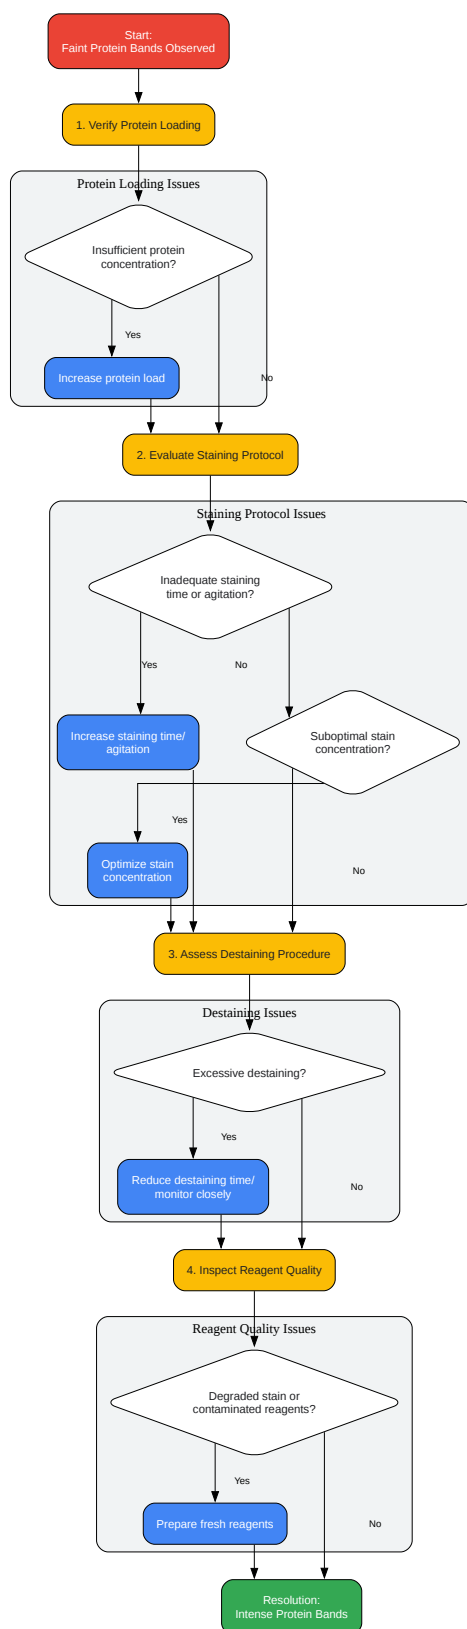 Start:
Faint Protein Bands Observed
1. Verify Protein Loading
Protein Loading Issues
Insufficient protein
concentration?
Yes
Increase protein load
No
2. Evaluate Staining Protocol
Staining Protocol Issues
Inadequate staining
time or agitation?
Yes
No
Increase staining time/
agitation
Suboptimal stain
concentration?
Yes
Optimize stain
concentration
No
3. Assess Destaining Procedure
Destaining Issues
Excessive destaining?
Yes
Reduce destaining time/
monitor closely
No
4. Inspect Reagent Quality
Reagent Quality Issues
Degraded stain or
contaminated reagents?
Yes
Prepare fresh reagents
No
Resolution:
Intense Protein Bands